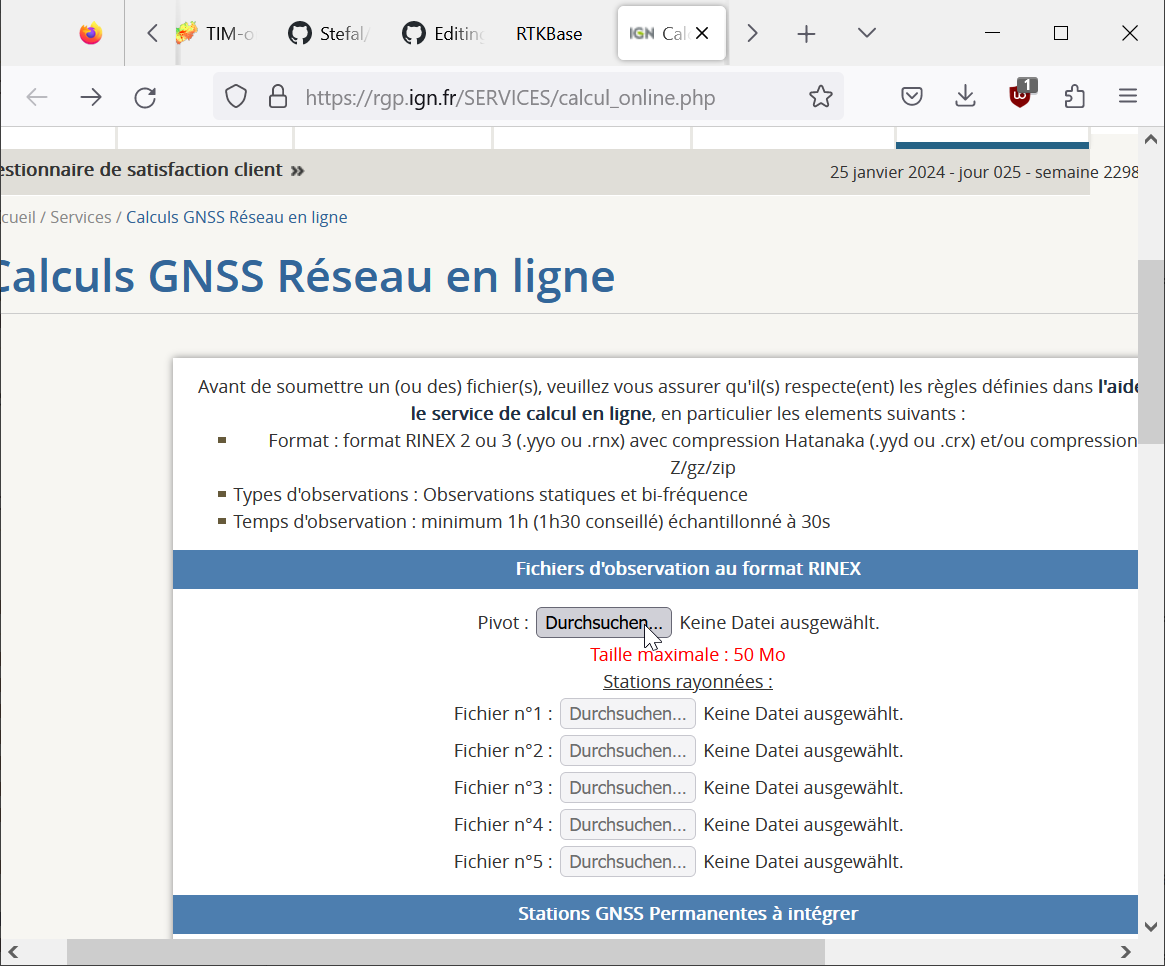 TIM-o
Stefal/
Editing
RTKBase
IGN Cal
https://rgp.ign.fr/SERVICES/calcul_online.php
1
estionnaire de satisfaction client »
25 janvier 2024 - jour 025 - semaine 2298
cueil / Services / Calculs GNSS Réseau en ligne
Calculs GNSS Réseau en ligne
Avant de soumettre un (ou des) fichier(s), veuillez vous assurer qu'il(s) respecte(ent) les règles définies dans l'aide
le service de calcul en ligne, en particulier les elements suivants :
Format : format RINEX 2 ou 3 (.yyo ou .rnx) avec compression Hatanaka (.yyd ou .crx) et/ou compression
Z/gz/zip
Types d'observations : Observations statiques et bi-fréquence
Temps d'observation : minimum 1h (1h30 conseillé) échantillonné à 30s
Fichiers d'observation au format RINEX
Pivot : Durchsuchen... Keine Datei ausgewählt.
Taille maximale : 50 Mo
Stations rayonnées :
Fichier n°1 : Durchsuchen... Keine Datei ausgewählt.
Fichier n°2 : Durchsuchen... Keine Datei ausgewählt.
Fichier n°3 : Durchsuchen... Keine Datei ausgewählt.
Fichier n°4 : Durchsuchen... Keine Datei ausgewählt.
Fichier n°5 : Durchsuchen... Keine Datei ausgewählt.
Stations GNSS Permanentes à intégrer